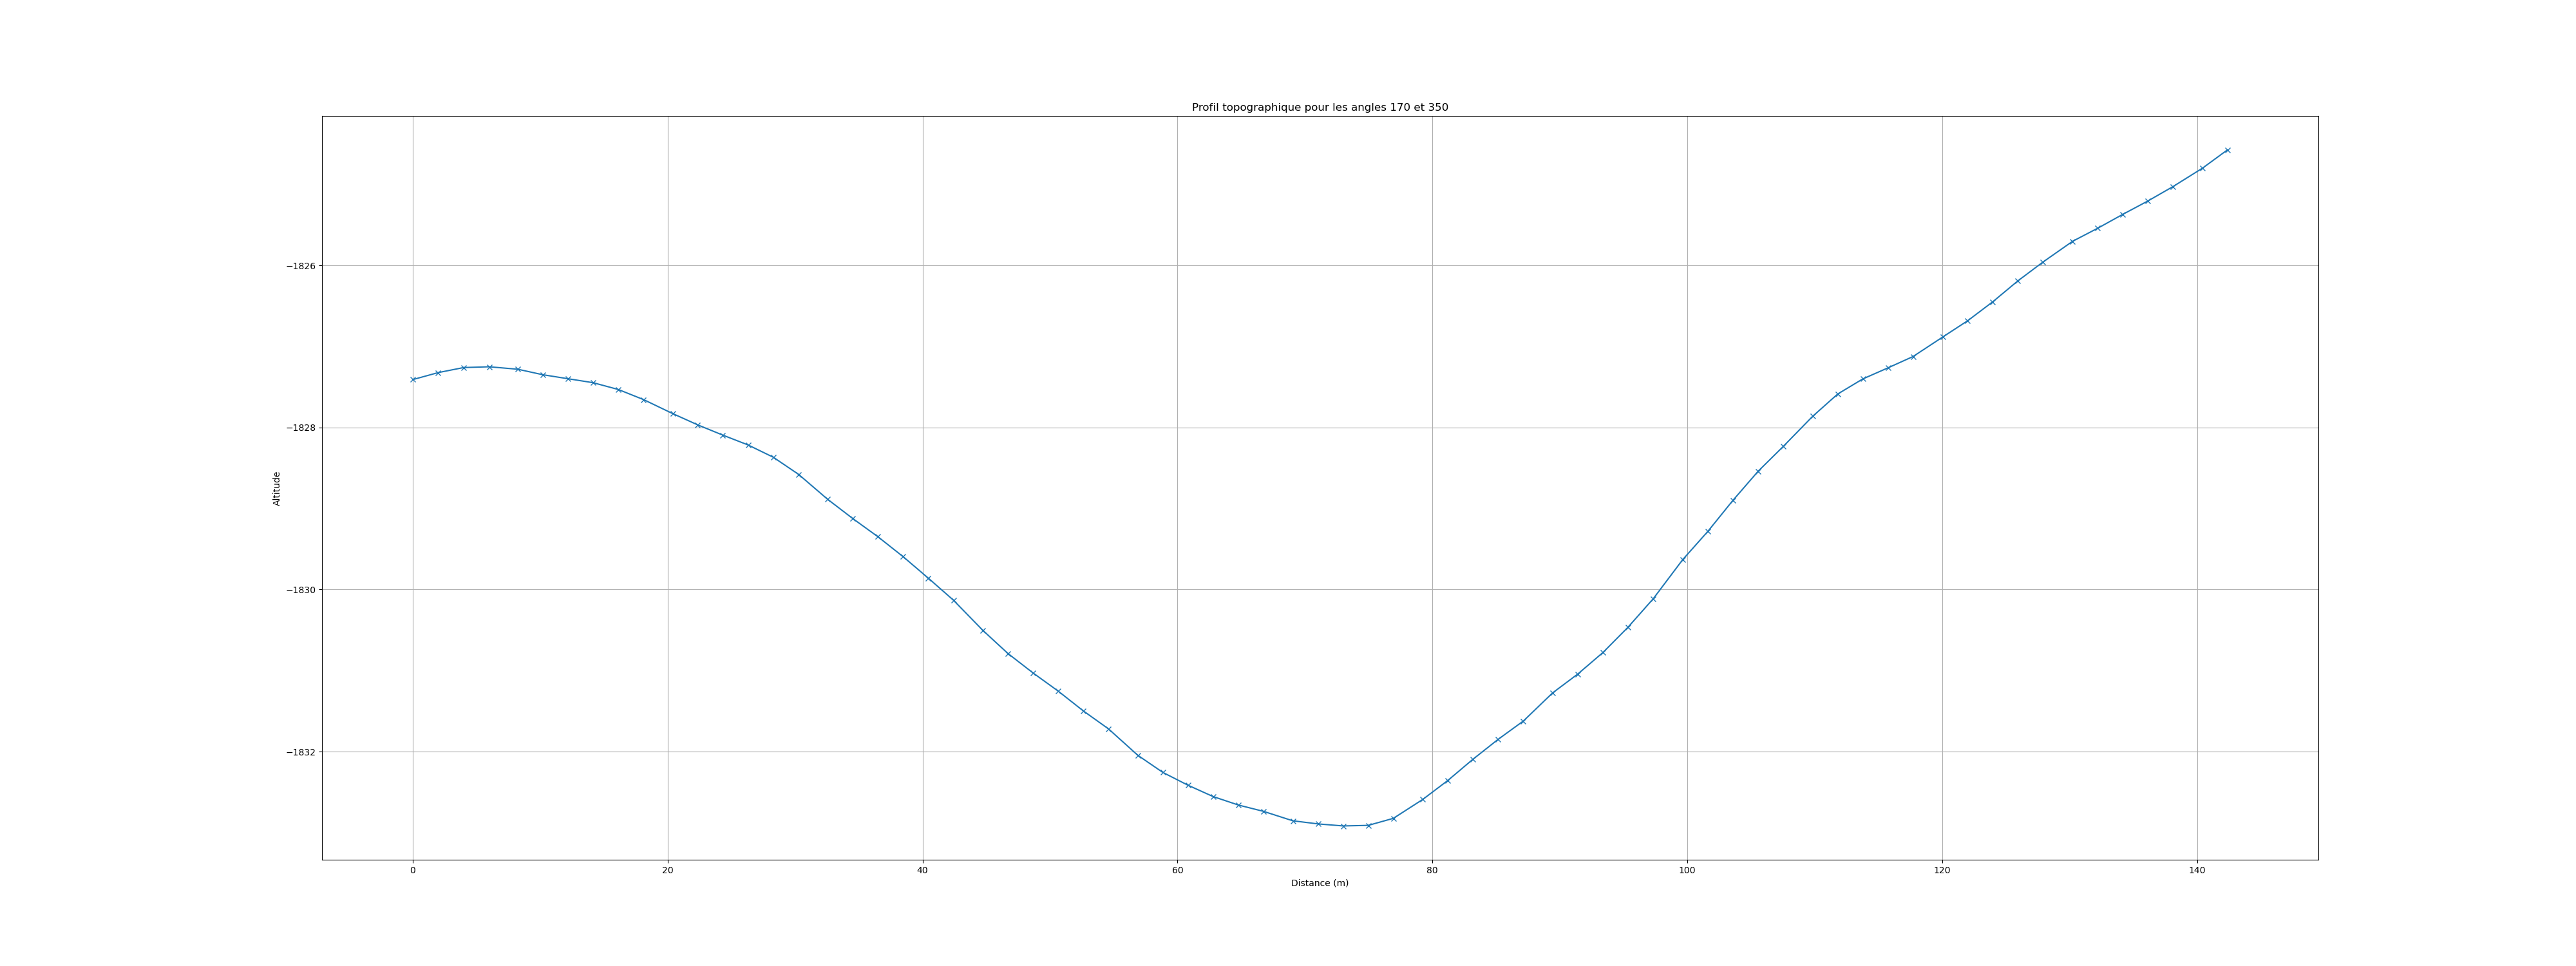 Profil topographique pour les angles 170 et 350
Altitude
−1826
−1828
−1830
−1832
0 20 40 60 80 100 120 140
Distance (m)